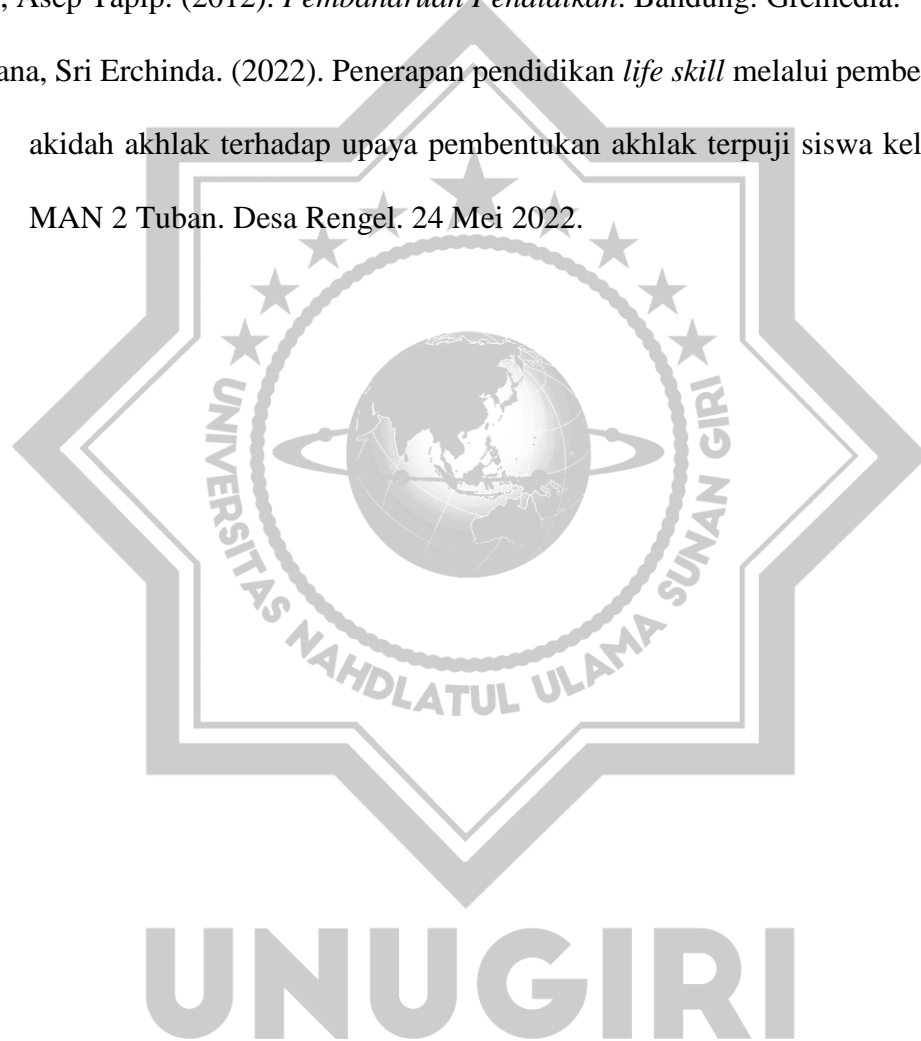 , Asep Tapip. (2012). Pembaharuan Pendidikan. Bandung: Gremedia.
ana, Sri Erchinda. (2022). Penerapan pendidikan life skill melalui pembe
akidah akhlak terhadap upaya pembentukan akhlak terpuji siswa kel
MAN 2 Tuban. Desa Rengel. 24 Mei 2022.
UNIVERSITAS NAHDLATUL ULAMA SUNAN GIRI
UNUGIRI